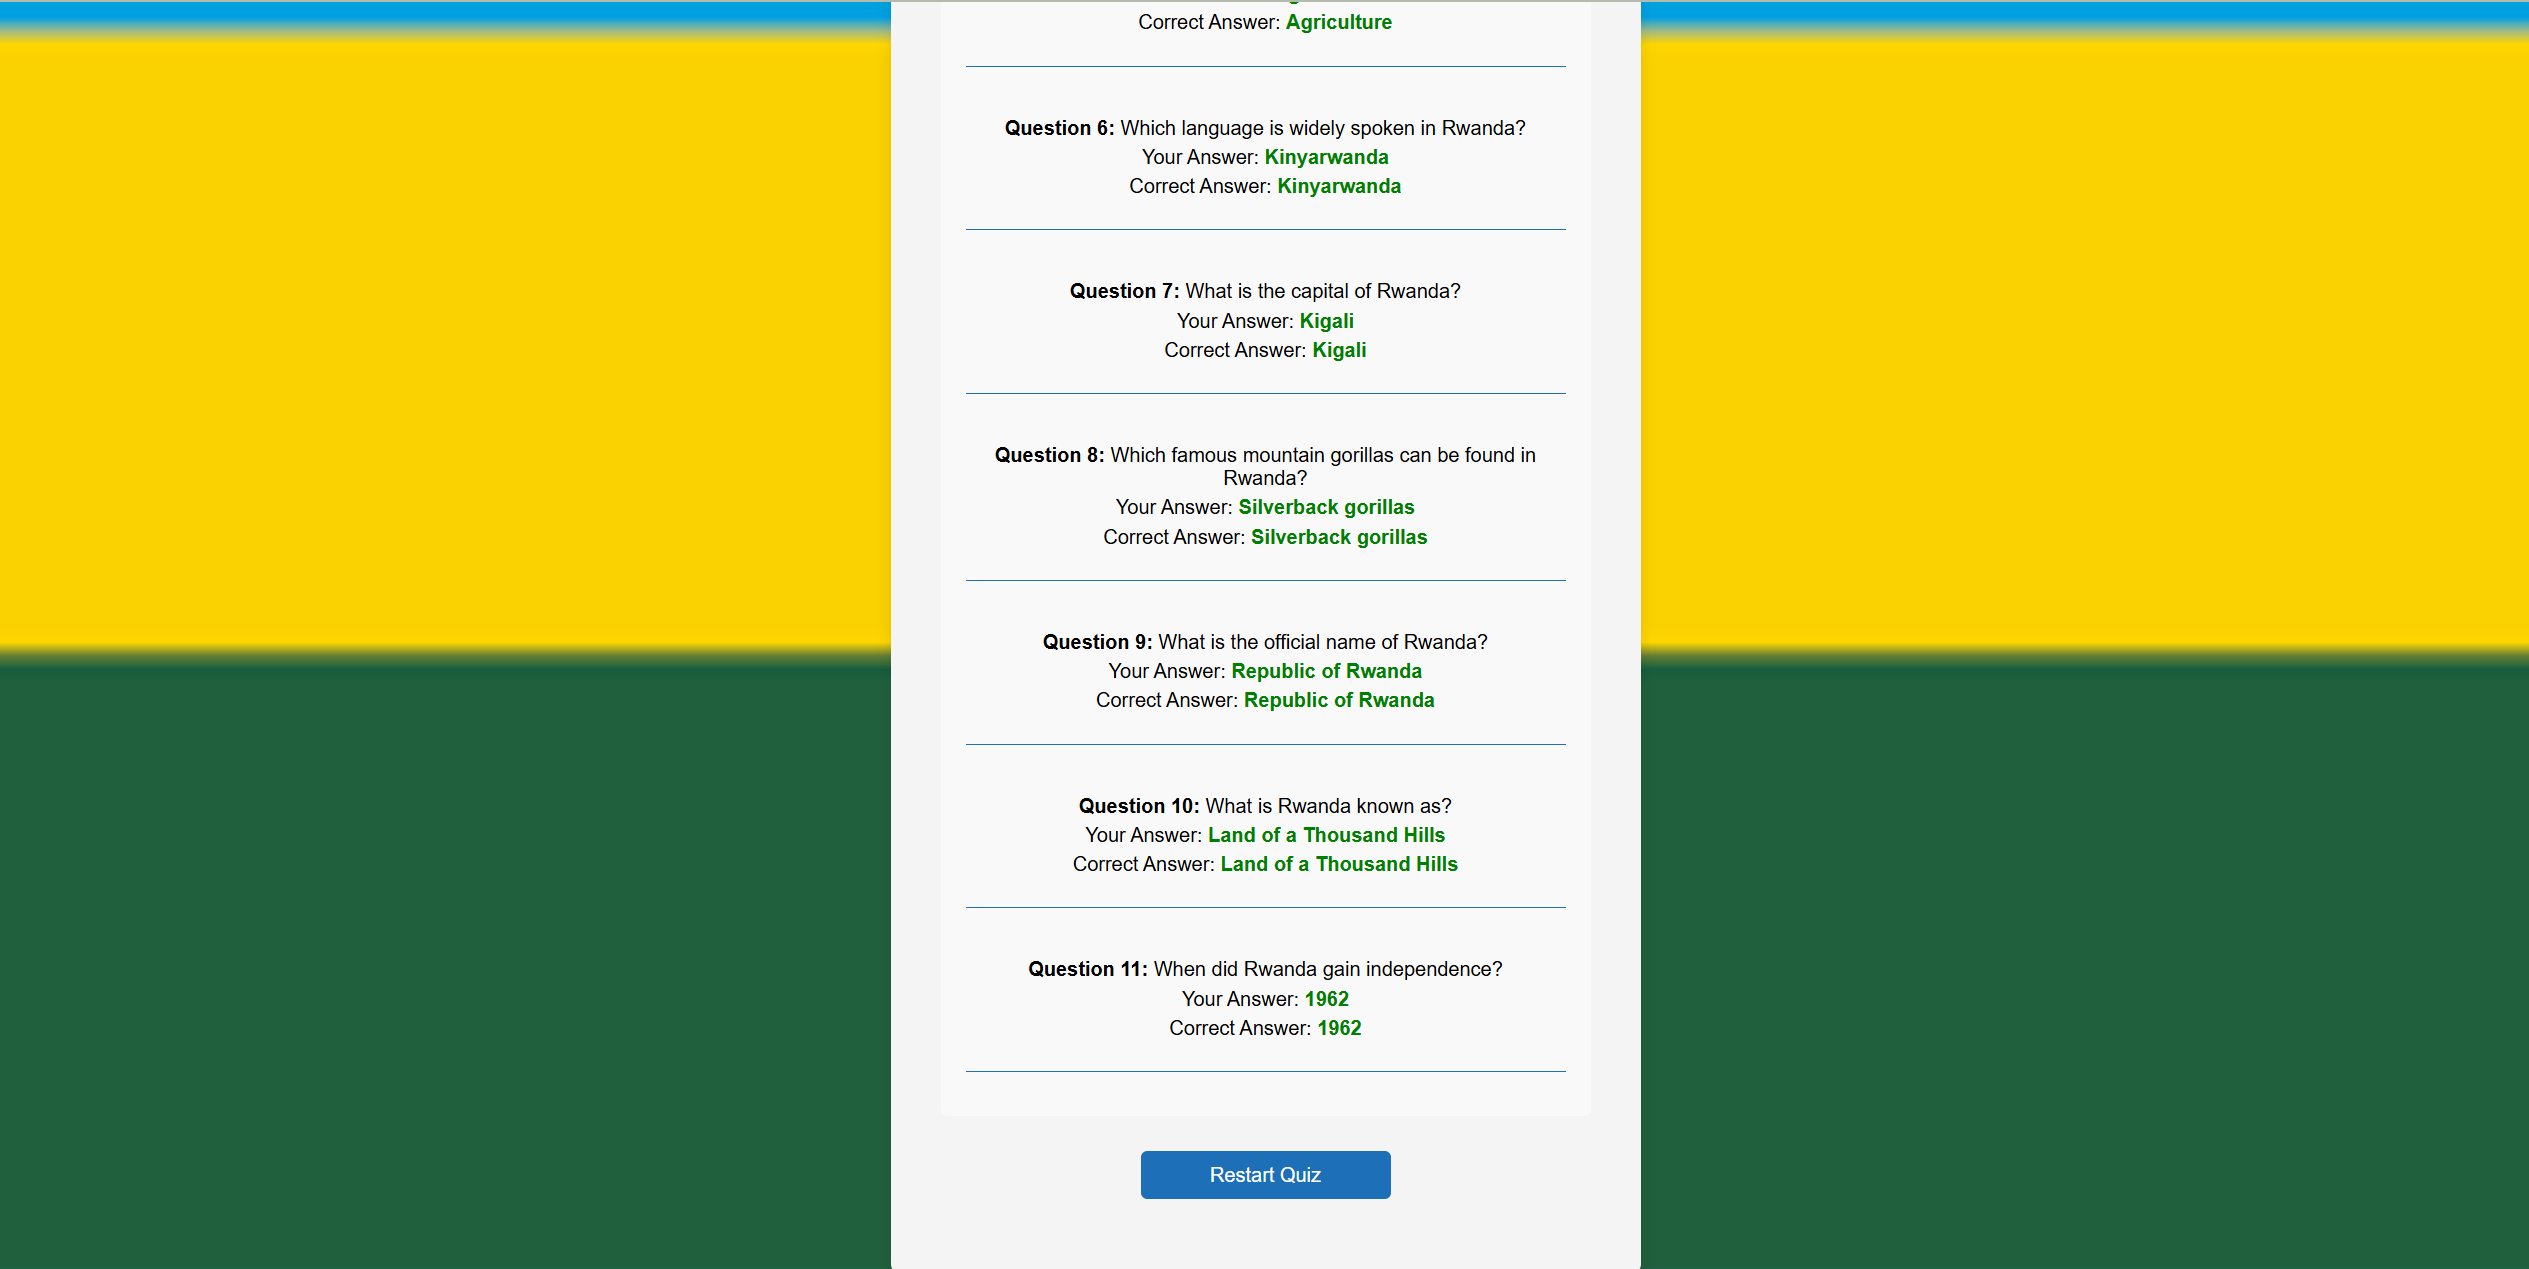 Correct Answer: Agriculture
Question 6: Which language is widely spoken in Rwanda?
Your Answer: Kinyarwanda
Correct Answer: Kinyarwanda
Question 7: What is the capital of Rwanda?
Your Answer: Kigali
Correct Answer: Kigali
Question 8: Which famous mountain gorillas can be found in
Rwanda?
Your Answer: Silverback gorillas
Correct Answer: Silverback gorillas
Question 9: What is the official name of Rwanda?
Your Answer: Republic of Rwanda
Correct Answer: Republic of Rwanda
Question 10: What is Rwanda known as?
Your Answer: Land of a Thousand Hills
Correct Answer: Land of a Thousand Hills
Question 11: When did Rwanda gain independence?
Your Answer: 1962
Correct Answer: 1962
Restart Quiz